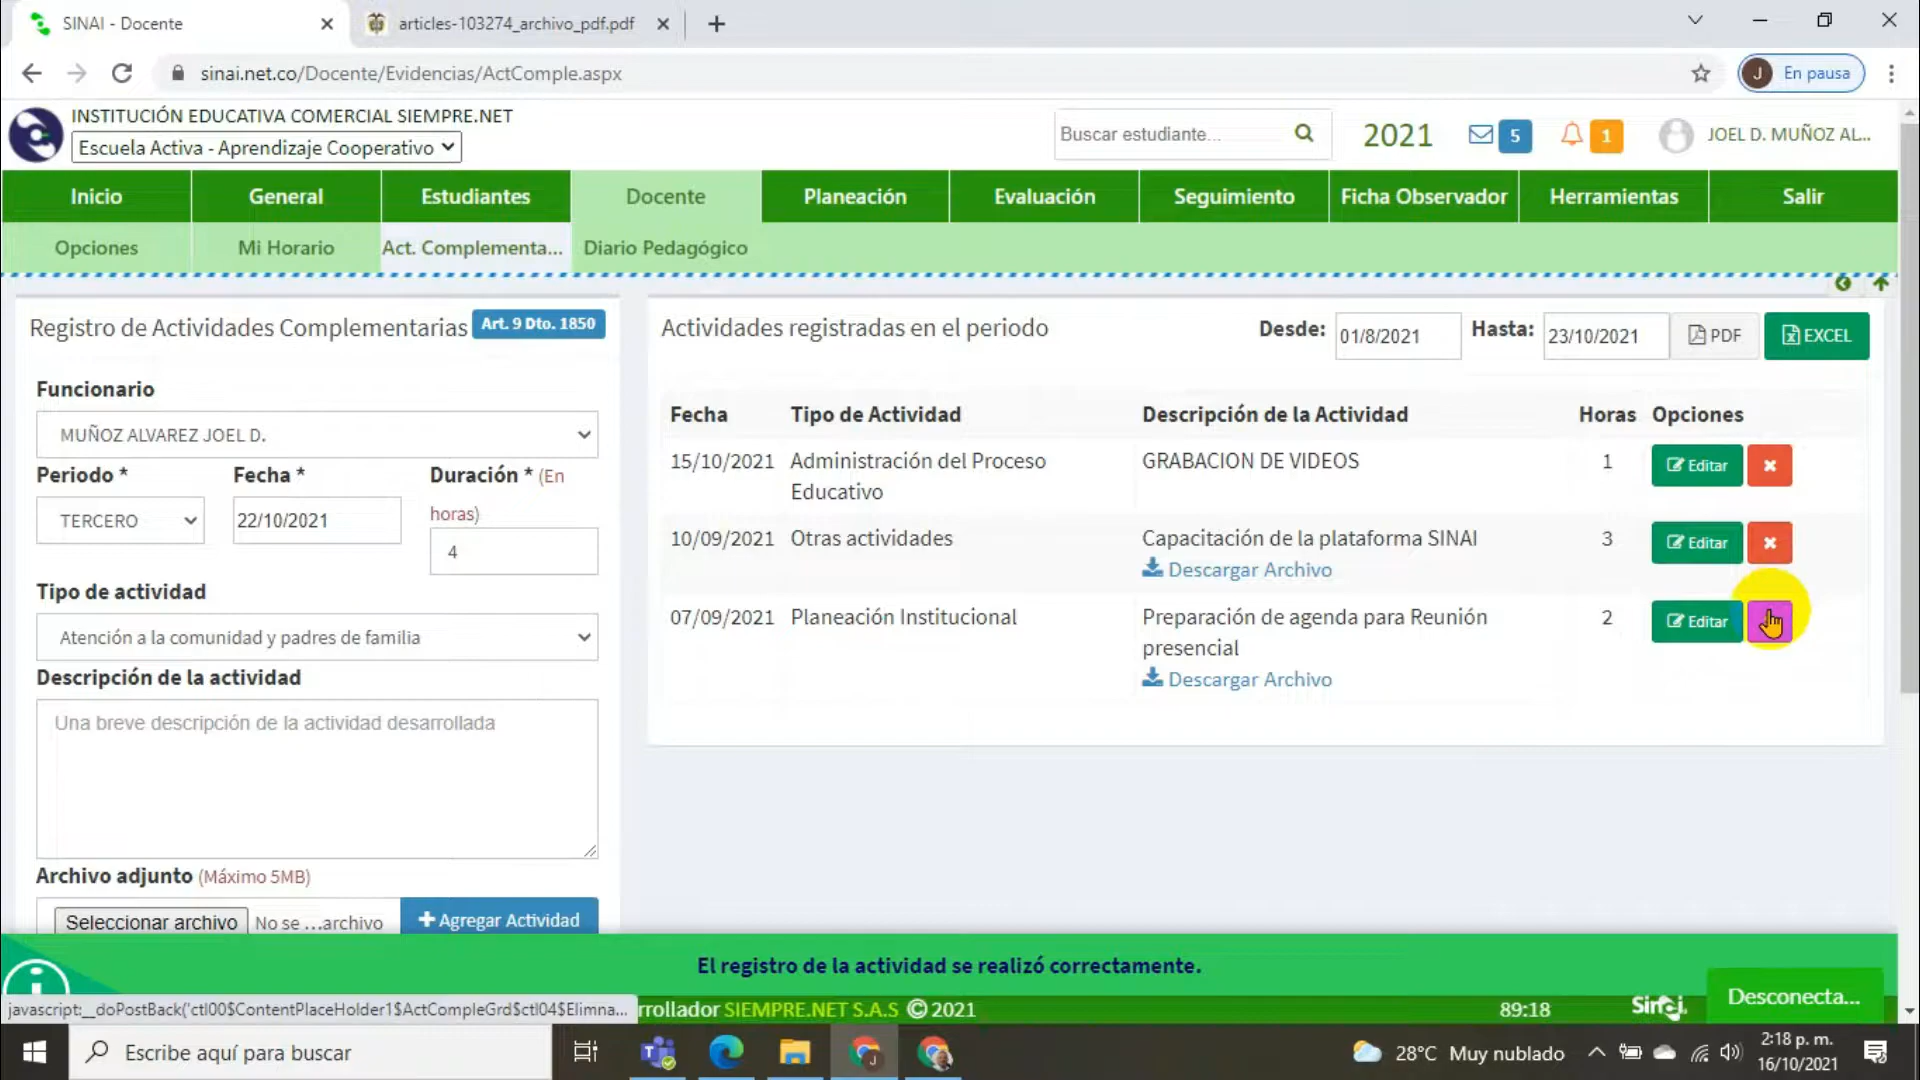 SINAI - Docente
articles-103274_archivo_pdf.pdf
sinai.net.co/Docente/Evidencias/ActComple.aspx
J
En pausa
INSTITUCIÓN EDUCATIVA COMERCIAL SIEMPRE.NET
Escuela Activa - Aprendizaje Cooperativo
Buscar estudiante...
2021
5
1
JOEL D. MUÑOZ AL...
Inicio
General
Estudiantes
Docente
Planeación
Evaluación
Seguimiento
Ficha Observador
Herramientas
Salir
Opciones
Mi Horario
Act. Complementa...
Diario Pedagógico
Registro de Actividades Complementarias
Art. 9 Dto. 1850
Funcionario
MUÑOZ ALVAREZ JOEL D.
Periodo *
Fecha *
Duración * (En
horas)
TERCERO
22/10/2021
4
Tipo de actividad
Atención a la comunidad y padres de familia
Descripción de la actividad
Una breve descripción de la actividad desarrollada
Archivo adjunto (Máximo 5MB)
Seleccionar archivo
No se ...archivo
Agregar Actividad
Actividades registradas en el periodo
Desde:
01/8/2021
Hasta:
23/10/2021
PDF
EXCEL
Fecha
Tipo de Actividad
Descripción de la Actividad
Horas
Opciones
15/10/2021
Administración del Proceso
Educativo
GRABACION DE VIDEOS
1
Editar
10/09/2021
Otras actividades
Capacitación de la plataforma SINAI
Descargar Archivo
3
Editar
07/09/2021
Planeación Institucional
Preparación de agenda para Reunión
presencial
Descargar Archivo
2
Editar
El registro de la actividad se realizó correctamente.
javascript:__doPostBack('ctl00$ContentPlaceHolder1$ActCompleGrd$ctl04$Elimna...
rrollador SIEMPRE.NET S.A.S © 2021
89:18
Sinai.
Desconecta...
Escribe aquí para buscar
J
28°C Muy nublado
2:18 p. m.
16/10/2021